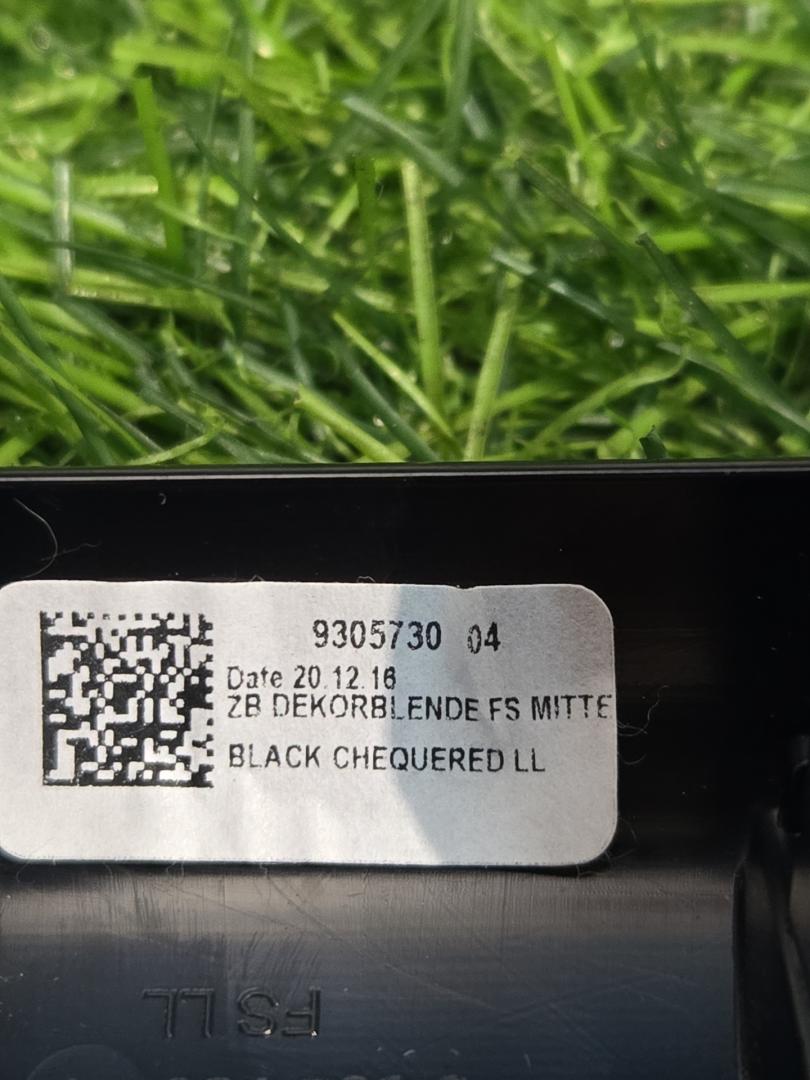 9305730 04
Date 20.12.16
ZB DEKORBLENDE FS MITTE
BLACK CHEQUERED LL
FS LL